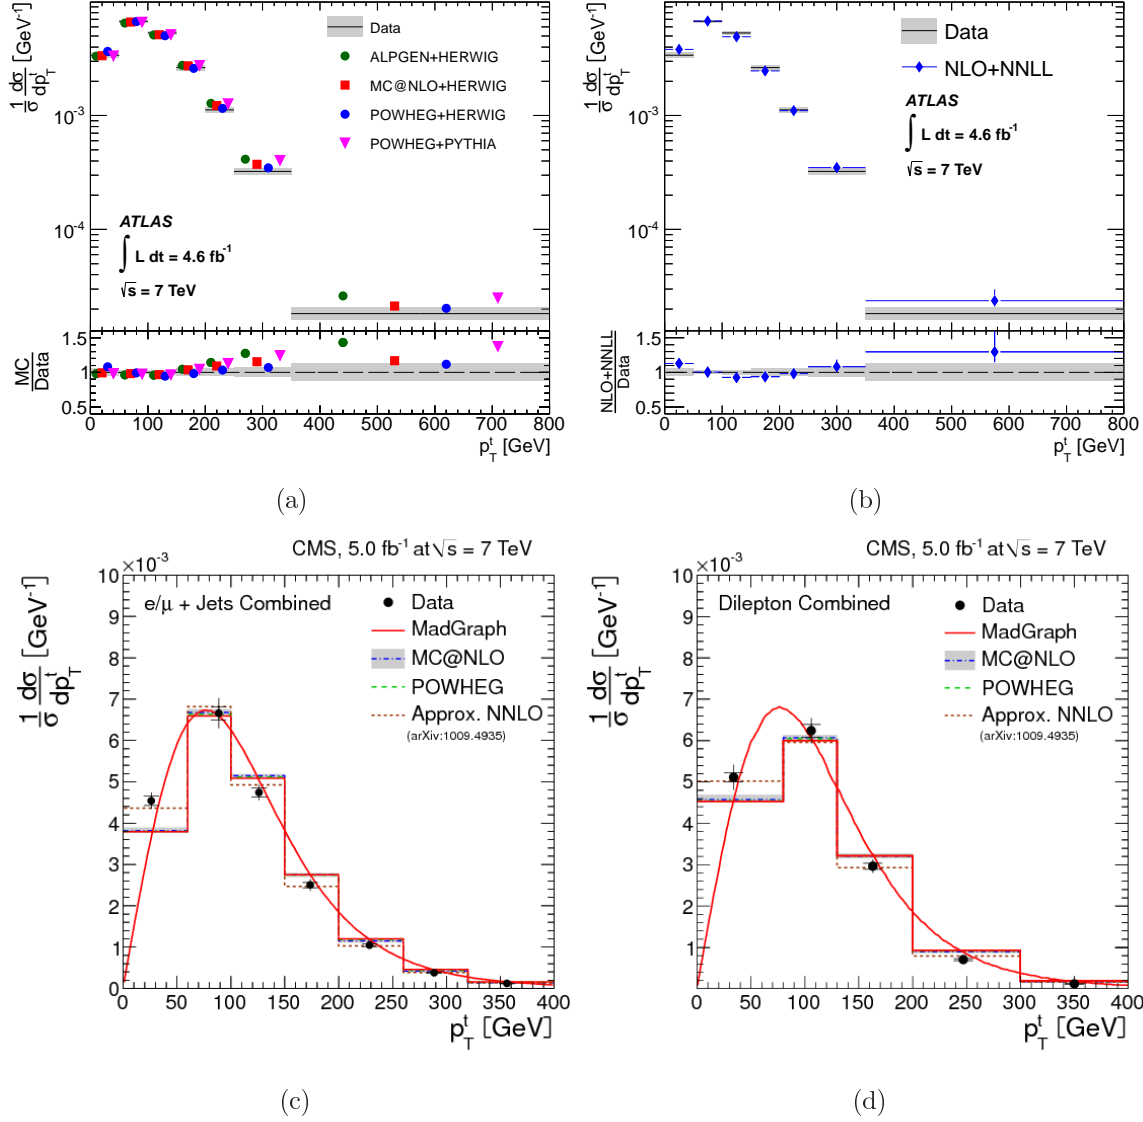 1/σ dσ/dp_T^t [GeV⁻¹]
Data
ALPGEN+HERWIG
MC@NLO+HERWIG
POWHEG+HERWIG
POWHEG+PYTHIA
10⁻³
ATLAS
∫ L dt = 4.6 fb⁻¹
√s = 7 TeV
10⁻⁴
MC/Data
1.5
1
0.5
0 100 200 300 400 500 600 700 800
p_T^t [GeV]
(a)
1/σ dσ/dp_T^t [GeV⁻¹]
Data
NLO+NNLL
10⁻³
ATLAS
∫ L dt = 4.6 fb⁻¹
√s = 7 TeV
10⁻⁴
NLO+NNLL/Data
1.5
1
0.5
0 100 200 300 400 500 600 700 800
p_T^t [GeV]
(b)
CMS, 5.0 fb⁻¹ at √s = 7 TeV
×10⁻³
1/σ dσ/dp_T^t [GeV⁻¹]
e/μ + Jets Combined
Data
MadGraph
MC@NLO
POWHEG
Approx. NNLO
(arXiv:1009.4935)
10
9
8
7
6
5
4
3
2
1
0
0 50 100 150 200 250 300 350 400
p_T^t [GeV]
(c)
CMS, 5.0 fb⁻¹ at √s = 7 TeV
×10⁻³
1/σ dσ/dp_T^t [GeV⁻¹]
Dilepton Combined
Data
MadGraph
MC@NLO
POWHEG
Approx. NNLO
(arXiv:1009.4935)
10
9
8
7
6
5
4
3
2
1
0
0 50 100 150 200 250 300 350 400
p_T^t [GeV]
(d)